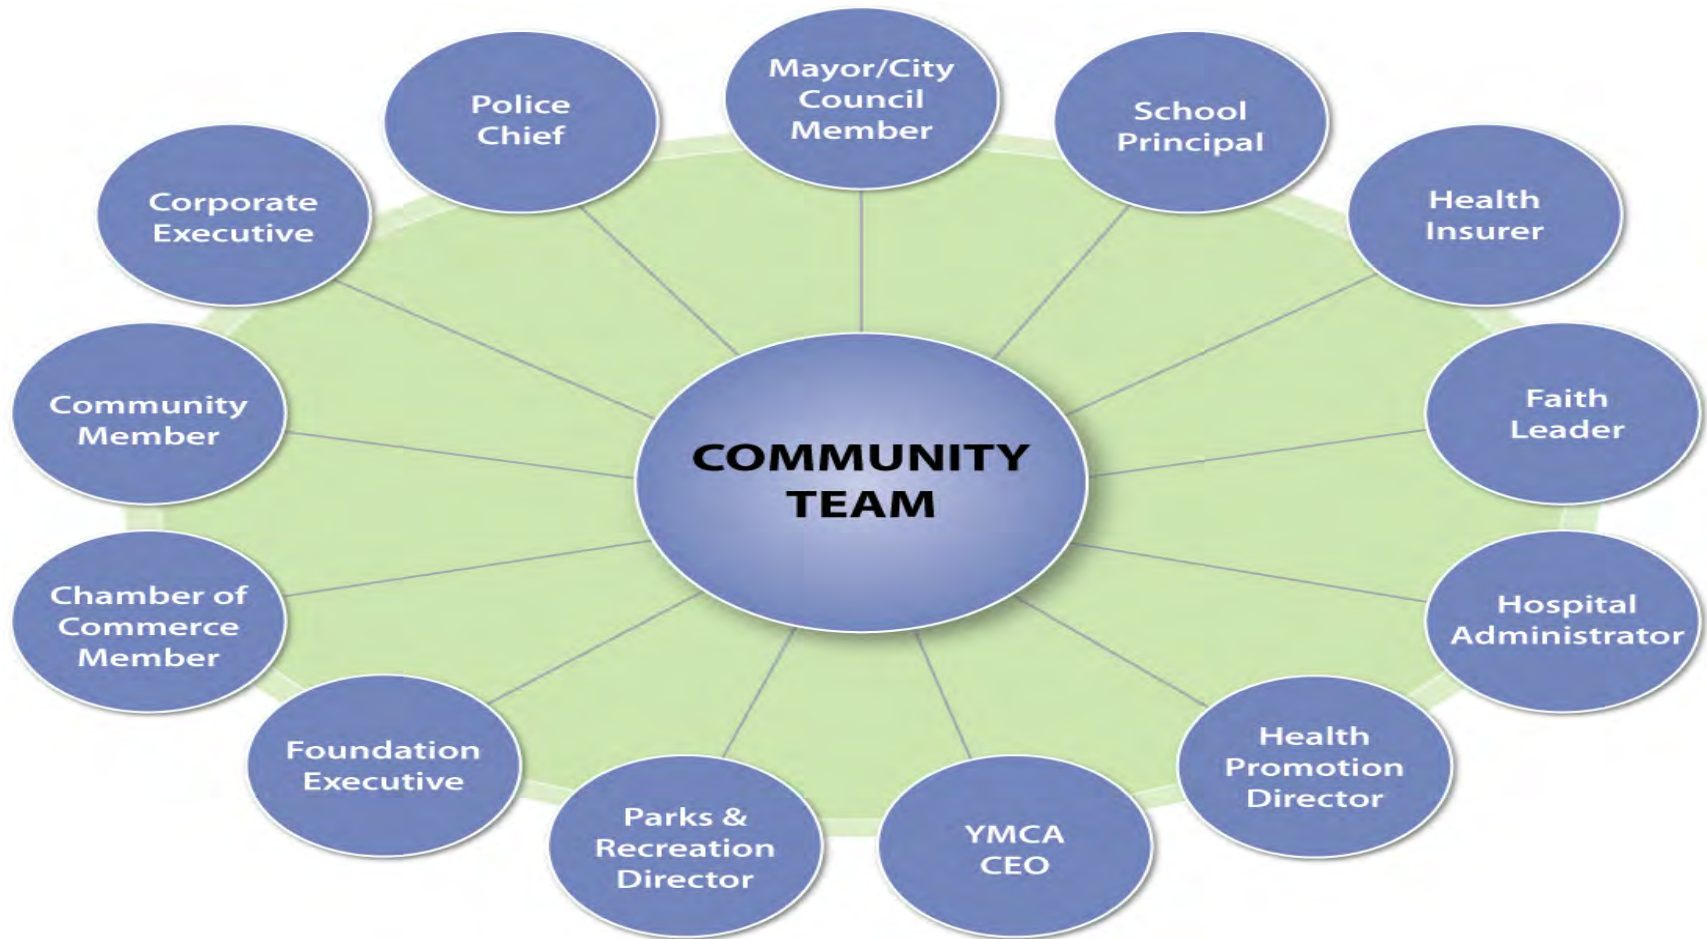 Mayor/City
Council
Member
School
Principal
Health
Insurer
Faith
Leader
Hospital
Administrator
Health
Promotion
Director
YMCA
CEO
Parks &
Recreation
Director
Foundation
Executive
Chamber of
Commerce
Member
Community
Member
Corporate
Executive
Police
Chief
COMMUNITY
TEAM